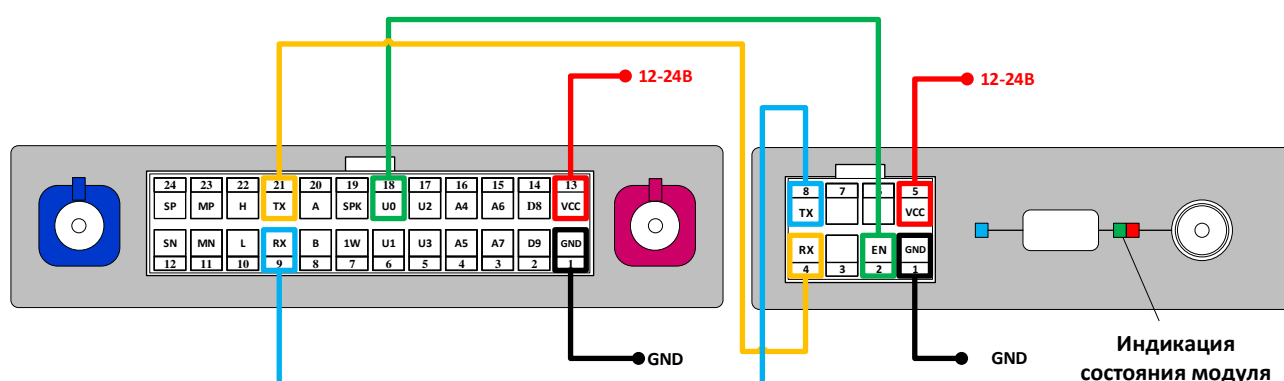 12-24В
12-24В
24 23 22 21 20 19 18 17 16 15 14 13
SP MP H TX A SPK U0 U2 A4 A6 D8 VCC
SN MN L RX B 1W U1 U3 A5 A7 D9 GND
12 11 10 9 8 7 6 5 4 3 2 1
8 7 6 5
TX VCC
RX EN GND
4 3 2 1
GND
GND
Индикация
состояния модуля